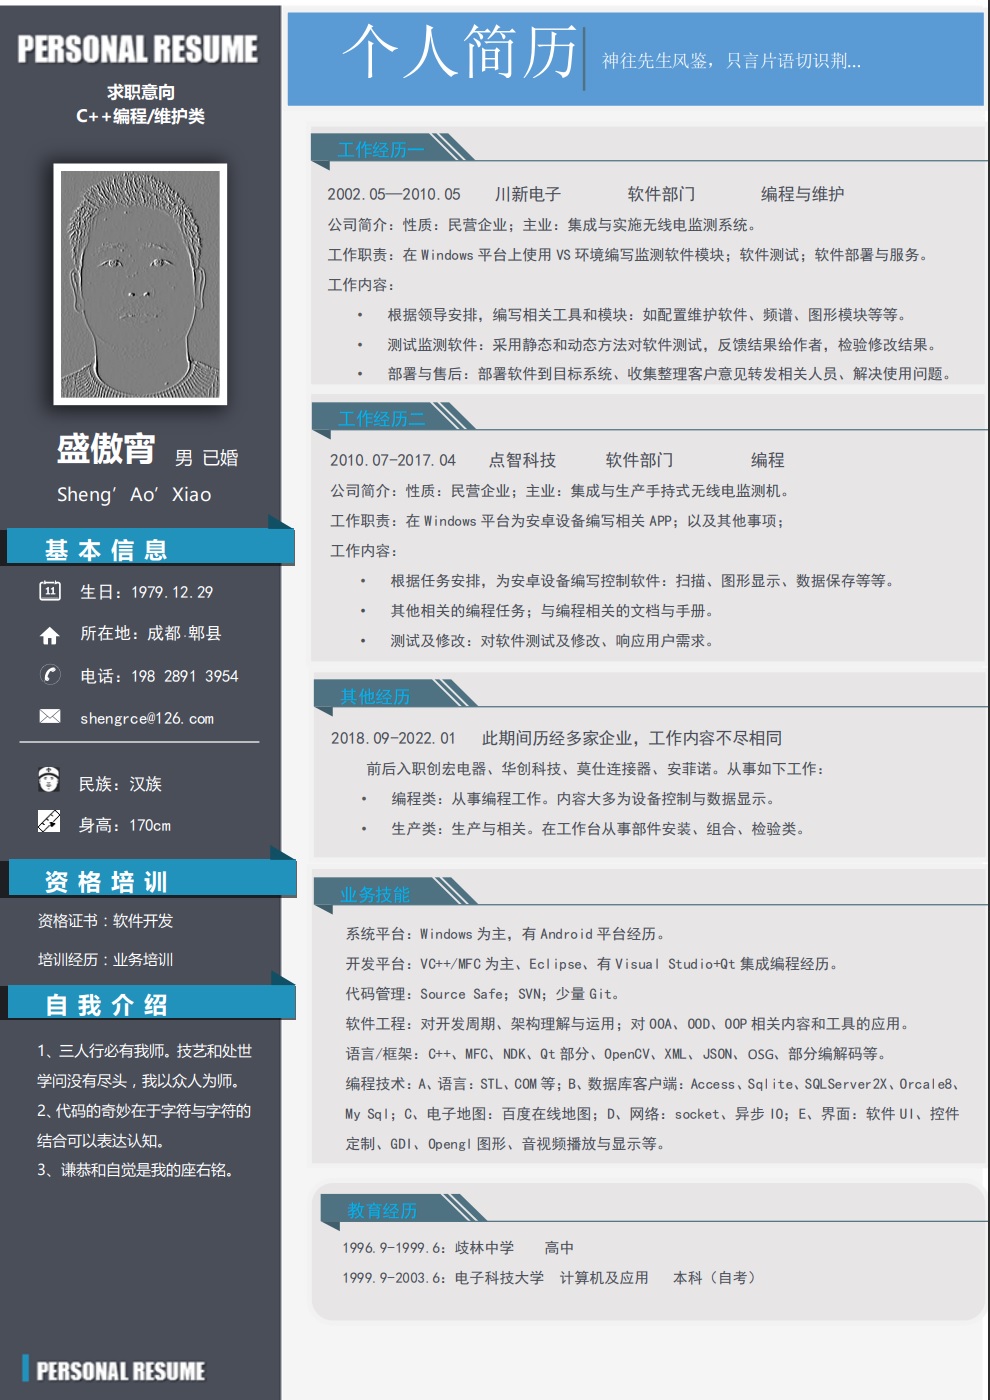 PERSONAL RESUME
求职意向
C++编程/维护类
盛傲宵 男 已婚
Sheng’ Ao’ Xiao
基本信息
11
生日：1979.12.29
所在地：成都·郫县
电话：198 2891 3954
shengrce@126.com
民族：汉族
身高：170cm
资格培训
资格证书：软件开发
培训经历：业务培训
自我介绍
1、三人行必有我师。技艺和处世
学问没有尽头，我以众人为师。
2、代码的奇妙在于字符与字符的
结合可以表达认知。
3、谦恭和自觉是我的座右铭。
PERSONAL RESUME
个人简历
神往先生风鉴，只言片语切识荆…
工作经历一
2002.05—2010.05 川新电子 软件部门 编程与维护
公司简介：性质：民营企业；主业：集成与实施无线电监测系统。
工作职责：在 Windows 平台上使用 VS 环境编写监测软件模块；软件测试；软件部署与服务。
工作内容：
• 根据领导安排，编写相关工具和模块：如配置维护软件、频谱、图形模块等等。
• 测试监测软件：采用静态和动态方法对软件测试，反馈结果给作者，检验修改结果。
• 部署与售后：部署软件到目标系统、收集整理客户意见转发相关人员、解决使用问题。
工作经历二
2010.07-2017.04 点智科技 软件部门 编程
公司简介：性质：民营企业；主业：集成与生产手持式无线电监测机。
工作职责：在 Windows 平台为安卓设备编写相关 APP；以及其他事项；
工作内容：
• 根据任务安排，为安卓设备编写控制软件：扫描、图形显示、数据保存等等。
• 其他相关的编程任务；与编程相关的文档与手册。
• 测试及修改：对软件测试及修改、响应用户需求。
其他经历
2018.09-2022.01 此期间历经多家企业，工作内容不尽相同
前后入职创宏电器、华创科技、莫仕连接器、安菲诺。从事如下工作：
• 编程类：从事编程工作。内容大多为设备控制与数据显示。
• 生产类：生产与相关。在工作台从事部件安装、组合、检验类。
业务技能
系统平台：Windows 为主，有 Android 平台经历。
开发平台：VC++/MFC 为主、Eclipse、有 Visual Studio+Qt 集成编程经历。
代码管理：Source Safe；SVN；少量 Git。
软件工程：对开发周期、架构理解与运用；对 OOA、OOD、OOP 相关内容和工具的应用。
语言/框架：C++、MFC、NDK、Qt 部分、OpenCV、XML、JSON、OSG、部分编解码等。
编程技术：A、语言：STL、COM 等；B、数据库客户端：Access、Sqlite、SQLServer2X、Orcale8、
My Sql；C、电子地图：百度在线地图；D、网络：socket、异步 IO；E、界面：软件 UI、控件
定制、GDI、Opengl 图形、音视频播放与显示等。
教育经历
1996.9-1999.6：歧林中学 高中
1999.9-2003.6：电子科技大学 计算机及应用 本科（自考）